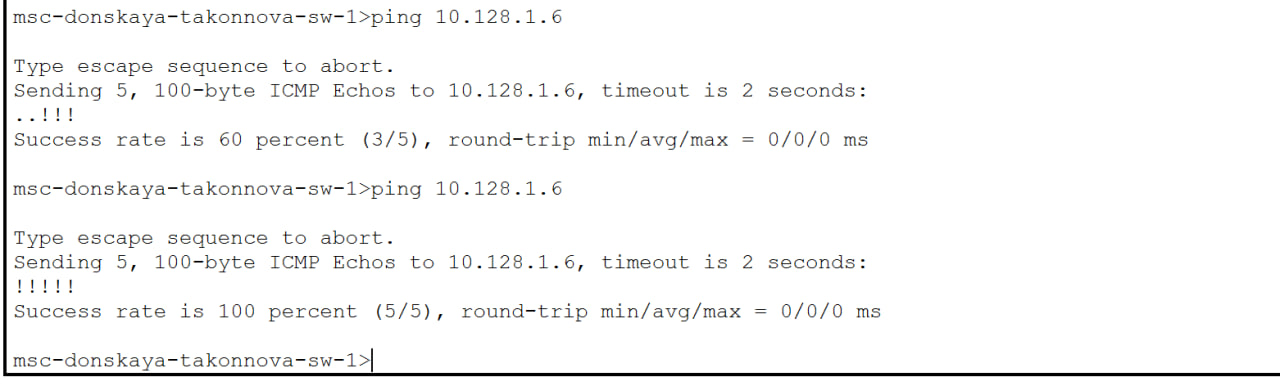 msc-donskaya-takonnova-sw-1>ping 10.128.1.6
Type escape sequence to abort.
Sending 5, 100-byte ICMP Echos to 10.128.1.6, timeout is 2 seconds:
..!!!
Success rate is 60 percent (3/5), round-trip min/avg/max = 0/0/0 ms
msc-donskaya-takonnova-sw-1>ping 10.128.1.6
Type escape sequence to abort.
Sending 5, 100-byte ICMP Echos to 10.128.1.6, timeout is 2 seconds:
!!!!!
Success rate is 100 percent (5/5), round-trip min/avg/max = 0/0/0 ms
msc-donskaya-takonnova-sw-1>